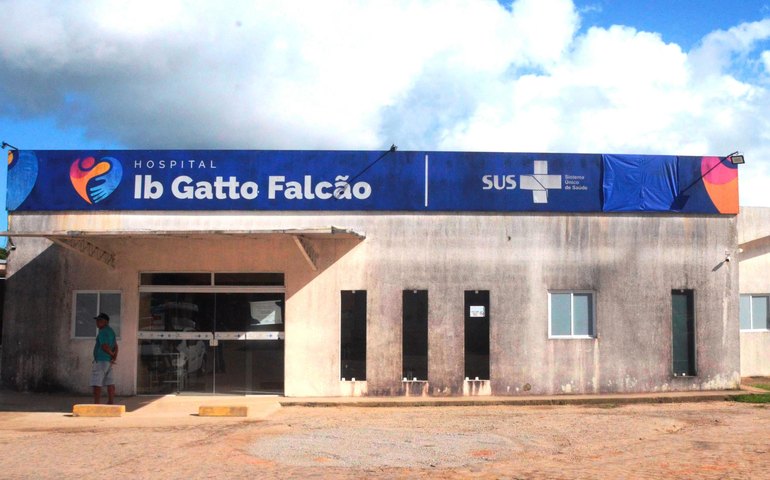 HOSPITAL
Ib Gatto Falcão
SUS
Sistema
Único
de Saúde